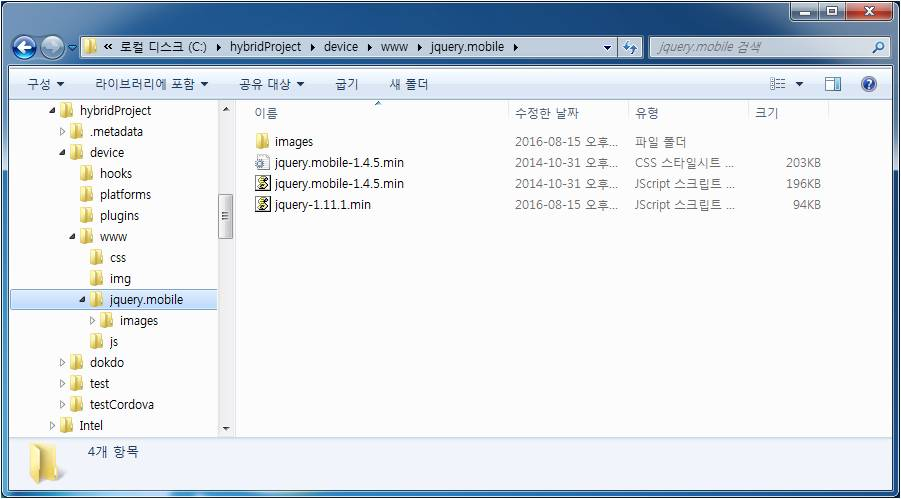 « 로컬 디스크 (C:) ▸ hybridProject ▸ device ▸ www ▸ jquery.mobile ▸
jquery.mobile 검색
구성 ▼ 라이브러리에 포함 ▼ 공유 대상 ▼ 굽기 새 폴더
hybridProject
.metadata
device
hooks
platforms
plugins
www
css
img
jquery.mobile
images
js
dokdo
test
testCordova
Intel
이름 수정한 날짜 유형 크기
images 2016-08-15 오후... 파일 폴더
jquery.mobile-1.4.5.min 2014-10-31 오후... CSS 스타일시트 ... 203KB
jquery.mobile-1.4.5.min 2014-10-31 오후... JScript 스크립트 ... 196KB
jquery-1.11.1.min 2016-08-15 오후... JScript 스크립트 ... 94KB
4개 항목